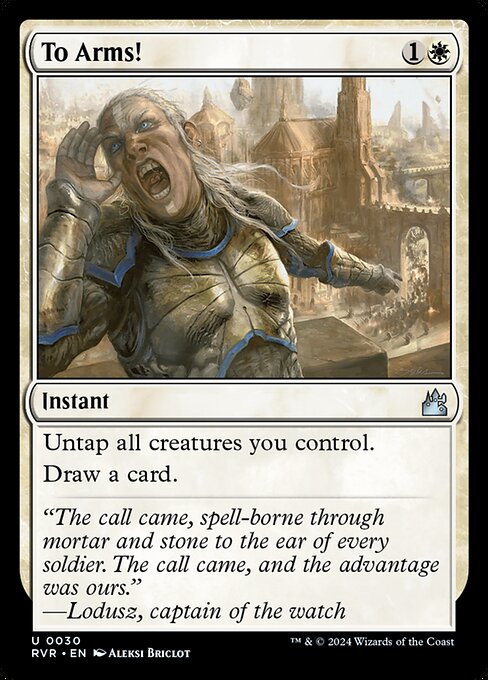 To Arms! 1
Instant
Untap all creatures you control.
Draw a card.
“The call came, spell-borne through
mortar and stone to the ear of every
soldier. The call came, and the advantage
was ours.”
—Lodusz, captain of the watch
U 0030
RVR • EN Aleksi Briclot
™ & © 2024 Wizards of the Coast